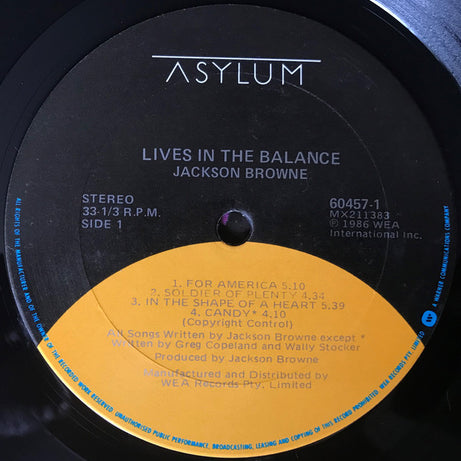 ASYLUM
LIVES IN THE BALANCE
JACKSON BROWNE
STEREO
33-1/3 R.P.M.
SIDE 1
60457-1
MX211383
℗ 1986 WEA
International Inc.
1. FOR AMERICA 5.10
2. SOLDIER OF PLENTY 4.34
3. IN THE SHAPE OF A HEART 5.39
4. CANDY* 4.10
(Copyright Control)
All Songs Written by Jackson Browne except *
Written by Greg Copeland and Wally Stocker
Produced by Jackson Browne
Manufactured and Distributed by
WEA Records Pty. Limited
ALL RIGHTS OF THE MANUFACTURER AND OF THE OWNER OF THE RECORDED WORK RESERVED UNAUTHORISED PUBLIC PERFORMANCE, BROADCASTING, LEASING AND COPYING OF THIS RECORD PROHIBITED. WEA RECORDS PTY. LIMITED. A WARNER COMMUNICATIONS COMPANY